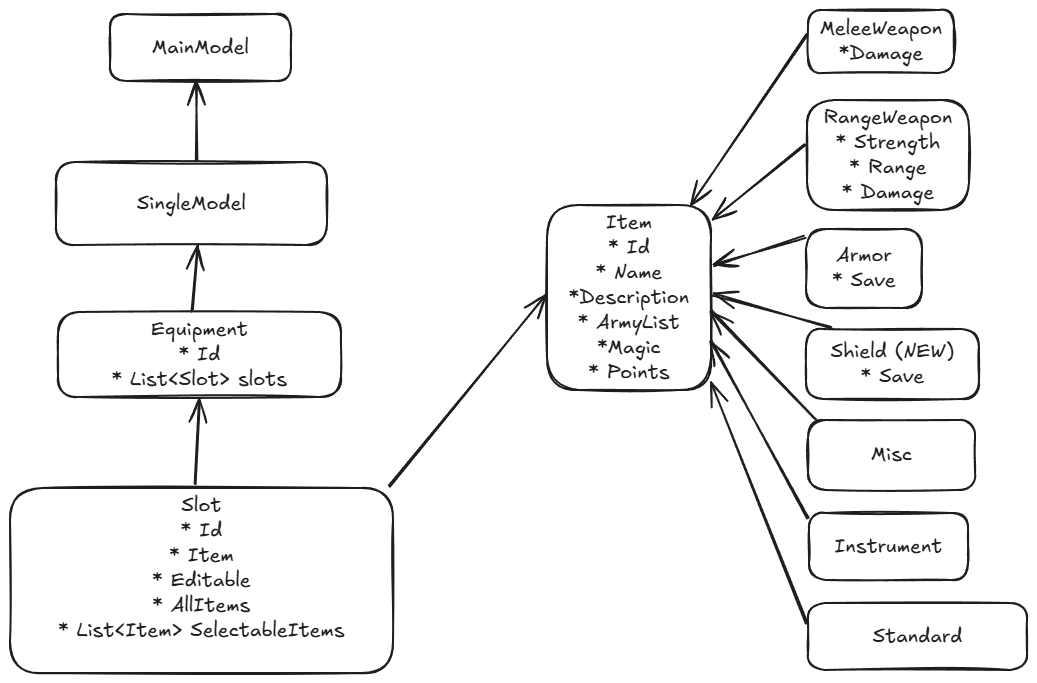 MainModel
SingleModel
Equipment
* Id
* List<Slot> slots
Slot
* Id
* Item
* Editable
* AllItems
* List<Item> SelectableItems
Item
* Id
* Name
*Description
* ArmyList
*Magic
* Points
MeleeWeapon
*Damage
RangeWeapon
* Strength
* Range
* Damage
Armor
* Save
Shield (NEW)
* Save
Misc
Instrument
Standard